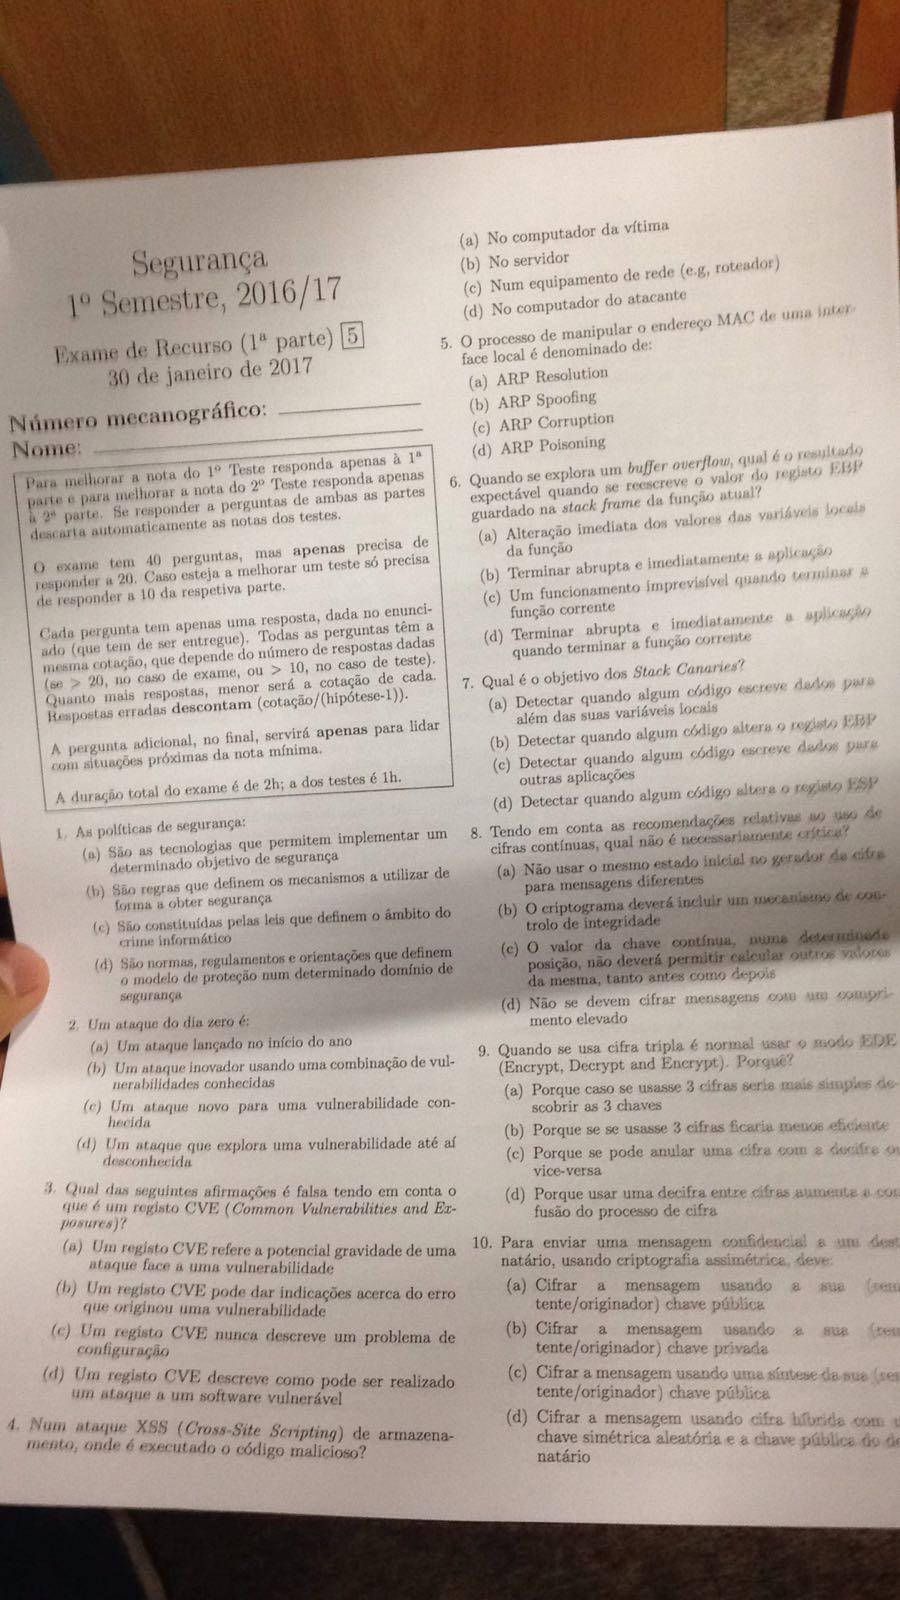 Segurança
1º Semestre, 2016/17
Exame de Recurso (1ª parte) 5
30 de janeiro de 2017
Número mecanográfico:
Nome:
Para melhorar a nota do 1º Teste responda apenas à 1ª
parte e para melhorar a nota do 2º Teste responda apenas
à 2ª parte. Se responder a perguntas de ambas as partes
descarta automaticamente as notas dos testes.
O exame tem 40 perguntas, mas apenas precisa de
responder a 20. Caso esteja a melhorar um teste só precisa
de responder a 10 da respetiva parte.
Cada pergunta tem apenas uma resposta, dada no enunci-
ado (que tem de ser entregue). Todas as perguntas têm a
mesma cotação, que depende do número de respostas dadas
(se > 20, no caso de exame, ou > 10, no caso de teste).
Quanto mais respostas, menor será a cotação de cada.
Respostas erradas descontam (cotação/(hipótese-1)).
A pergunta adicional, no final, servirá apenas para lidar
com situações próximas da nota mínima.
A duração total do exame é de 2h; a dos testes é 1h.
1. As políticas de segurança:
(a) São as tecnologias que permitem implementar um
determinado objetivo de segurança
(b) São regras que definem os mecanismos a utilizar de
forma a obter segurança
(c) São constituídas pelas leis que definem o âmbito do
crime informático
(d) São normas, regulamentos e orientações que definem
o modelo de proteção num determinado domínio de
segurança
2. Um ataque do dia zero é:
(a) Um ataque lançado no início do ano
(b) Um ataque inovador usando uma combinação de vul-
nerabilidades conhecidas
(c) Um ataque novo para uma vulnerabilidade con-
hecida
(d) Um ataque que explora uma vulnerabilidade até aí
desconhecida
3. Qual das seguintes afirmações é falsa tendo em conta o
que é um registo CVE (Common Vulnerabilities and Ex-
posures)?
(a) Um registo CVE refere a potencial gravidade de uma
ataque face a uma vulnerabilidade
(b) Um registo CVE pode dar indicações acerca do erro
que originou uma vulnerabilidade
(c) Um registo CVE nunca descreve um problema de
configuração
(d) Um registo CVE descreve como pode ser realizado
um ataque a um software vulnerável
4. Num ataque XSS (Cross-Site Scripting) de armazena-
mento, onde é executado o código malicioso?
(a) No computador da vítima
(b) No servidor
(c) Num equipamento de rede (e.g, roteador)
(d) No computador do atacante
5. O processo de manipular o endereço MAC de uma inter-
face local é denominado de:
(a) ARP Resolution
(b) ARP Spoofing
(c) ARP Corruption
(d) ARP Poisoning
6. Quando se explora um buffer overflow, qual é o resultado
expectável quando se reescreve o valor do registo EBP
guardado na stack frame da função atual?
(a) Alteração imediata dos valores das variáveis locais
da função
(b) Terminar abrupta e imediatamente a aplicação
(c) Um funcionamento imprevisível quando terminar a
função corrente
(d) Terminar abrupta e imediatamente a aplicação
quando terminar a função corrente
7. Qual é o objetivo dos Stack Canaries?
(a) Detectar quando algum código escreve dados para
além das suas variáveis locais
(b) Detectar quando algum código altera o registo EBP
(c) Detectar quando algum código escreve dados para
outras aplicações
(d) Detectar quando algum código altera o registo ESP
8. Tendo em conta as recomendações relativas ao uso de
cifras contínuas, qual não é necessariamente crítica?
(a) Não usar o mesmo estado inicial no gerador da cifra
para mensagens diferentes
(b) O criptograma deverá incluir um mecanismo de con-
trolo de integridade
(c) O valor da chave contínua, numa determinada
posição, não deverá permitir calcular outros valores
da mesma, tanto antes como depois
(d) Não se devem cifrar mensagens com um compri-
mento elevado
9. Quando se usa cifra tripla é normal usar o modo EDE
(Encrypt, Decrypt and Encrypt). Porquê?
(a) Porque caso se usasse 3 cifras seria mais simples de-
scobrir as 3 chaves
(b) Porque se se usasse 3 cifras ficaria menos eficiente
(c) Porque se pode anular uma cifra com a decifra ou
vice-versa
(d) Porque usar uma decifra entre cifras aumenta a con
fusão do processo de cifra
10. Para enviar uma mensagem confidencial a um dest
natário, usando criptografia assimétrica, deve:
(a) Cifrar a mensagem usando a sua (rem
tente/originador) chave pública
(b) Cifrar a mensagem usando a sua (rem
tente/originador) chave privada
(c) Cifrar a mensagem usando uma síntese da sua (rem
tente/originador) chave pública
(d) Cifrar a mensagem usando cifra híbrida com
chave simétrica aleatória e a chave pública do de
natário